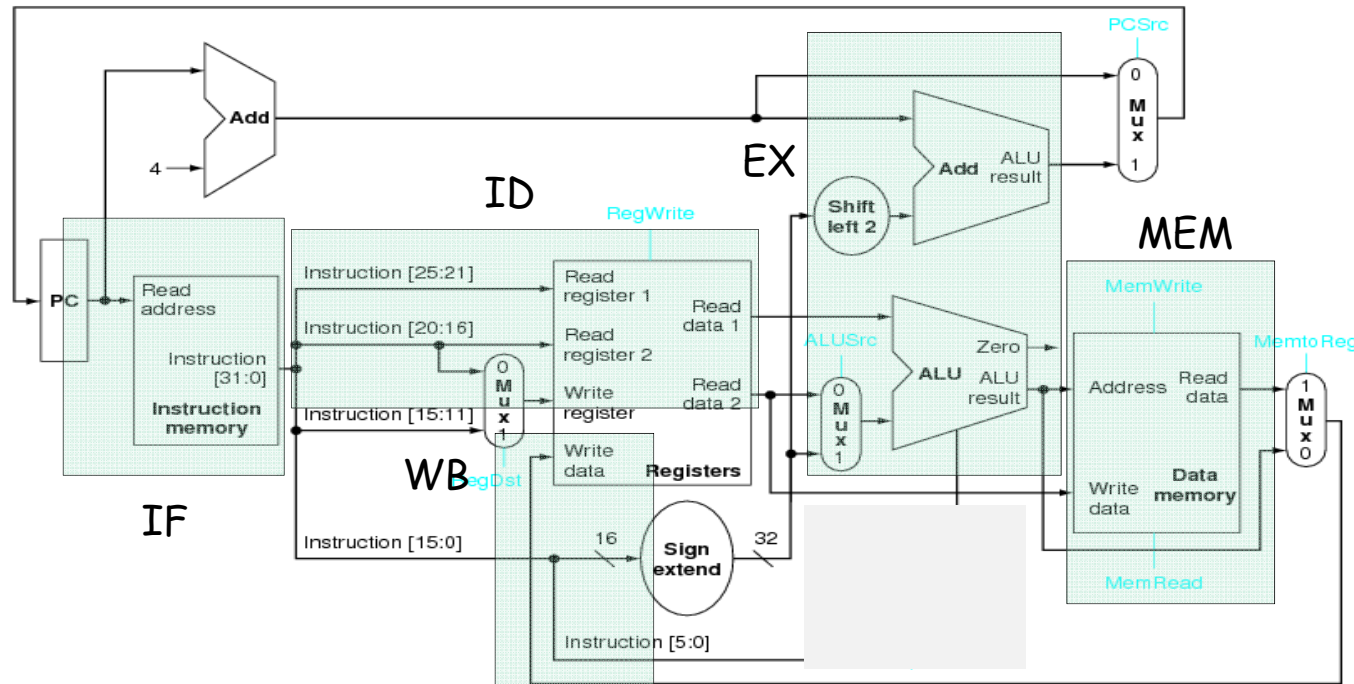 PCSrc
0
M
u
x
1
Add
4
EX
Add
ALU
result
ID
Shift
left 2
RegWrite
MEM
PC
Read
address
Instruction
[31:0]
Instruction
memory
IF
Instruction [25:21]
Instruction [20:16]
Instruction [15:11]
Instruction [15:0]
Instruction [5:0]
0
M
u
x
1
WB
RegDst
Read
register 1
Read
register 2
Write
register
Write
data
Read
data 1
Read
data 2
Registers
16
Sign
extend
32
ALUSrc
0
M
u
x
1
Zero
ALU
ALU
result
MemWrite
Address
Read
data
Write
data
Data
memory
MemRead
MemtoReg
1
M
u
x
0